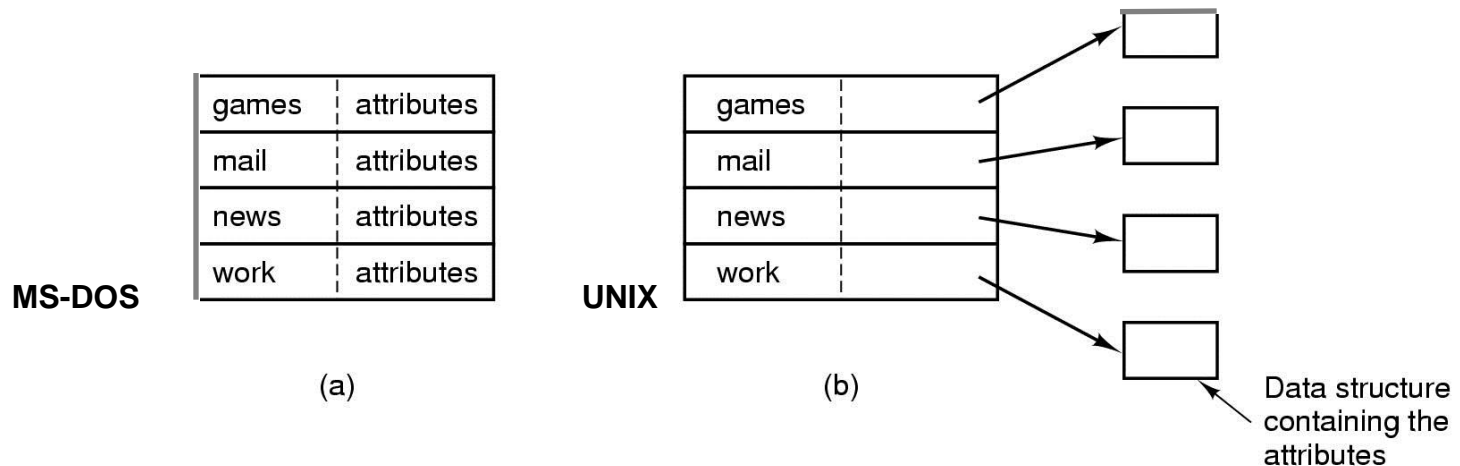 games attributes
mail attributes
news attributes
work attributes
MS-DOS
(a)
games
mail
news
work
UNIX
(b)
Data structure
containing the
attributes